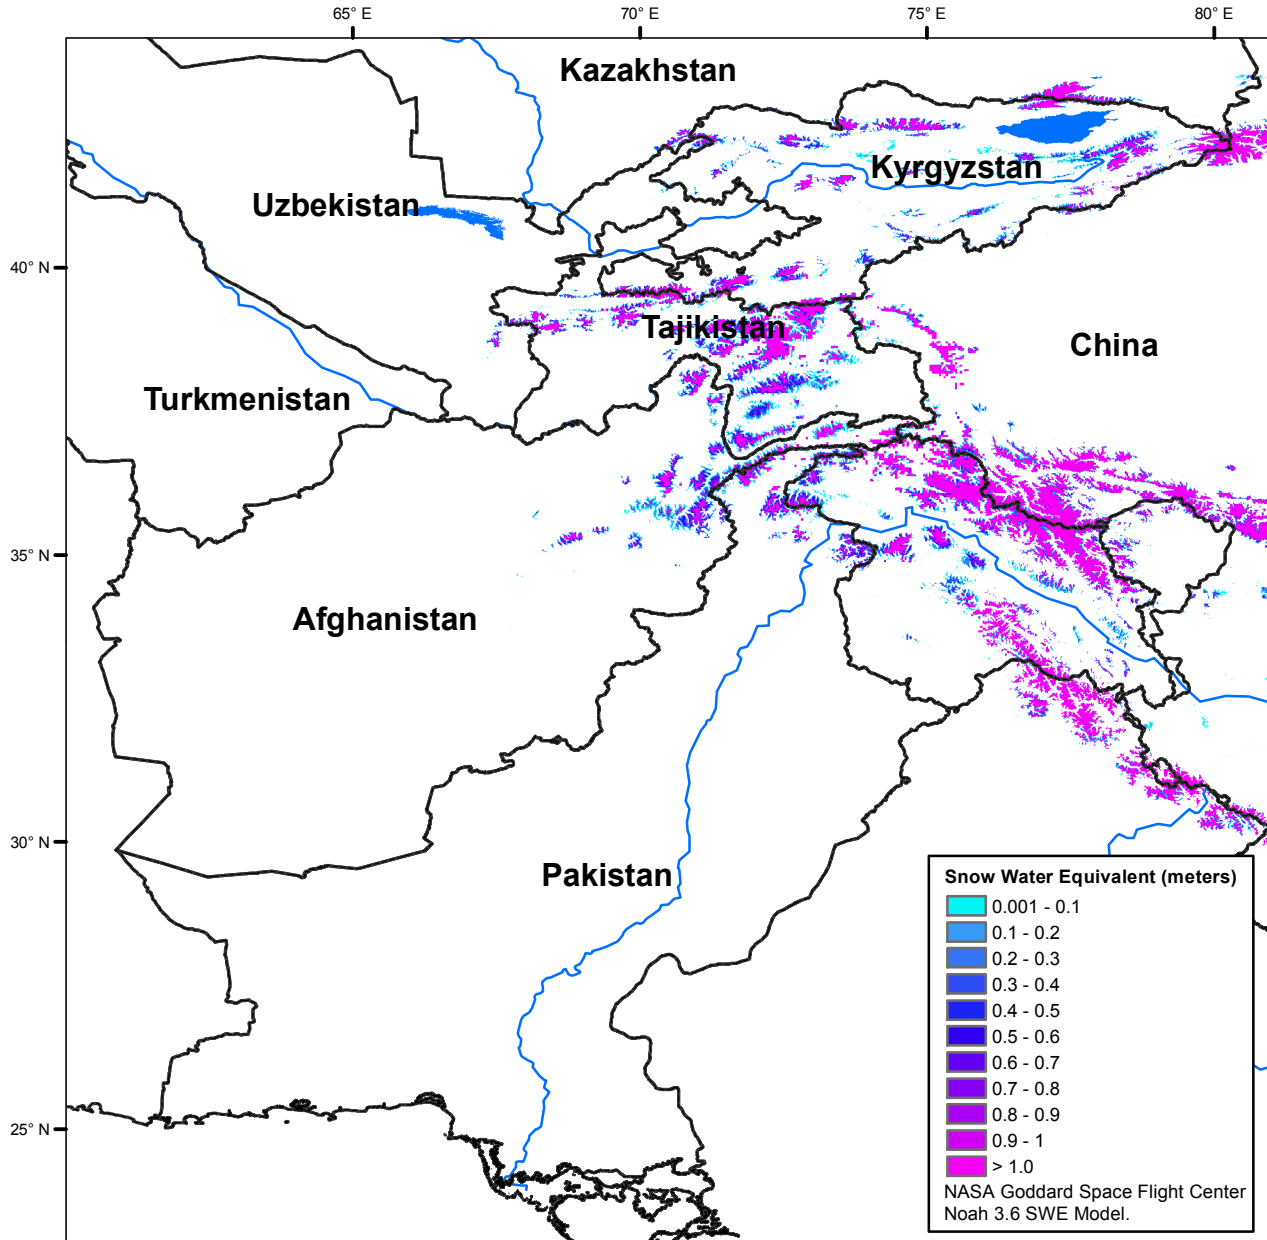 65° E
70° E
75° E
80° E
Kazakhstan
Kyrgyzstan
Uzbekistan
40° N
Tajikistan
China
Turkmenistan
35° N
Afghanistan
30° N
Pakistan
25° N
Snow Water Equivalent (meters)
0.001 - 0.1
0.1 - 0.2
0.2 - 0.3
0.3 - 0.4
0.4 - 0.5
0.5 - 0.6
0.6 - 0.7
0.7 - 0.8
0.8 - 0.9
0.9 - 1
> 1.0
NASA Goddard Space Flight Center
Noah 3.6 SWE Model.